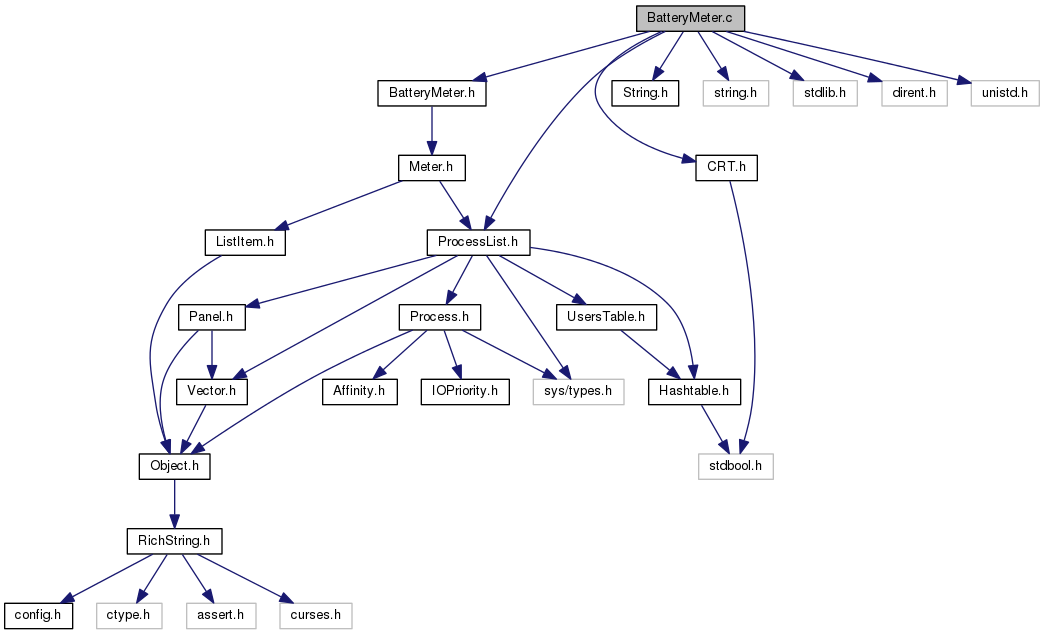 BatteryMeter.c
BatteryMeter.h
String.h
string.h
stdlib.h
dirent.h
unistd.h
Meter.h
CRT.h
ListItem.h
ProcessList.h
Panel.h
Process.h
UsersTable.h
Vector.h
Affinity.h
IOPriority.h
sys/types.h
Hashtable.h
Object.h
stdbool.h
RichString.h
config.h
ctype.h
assert.h
curses.h